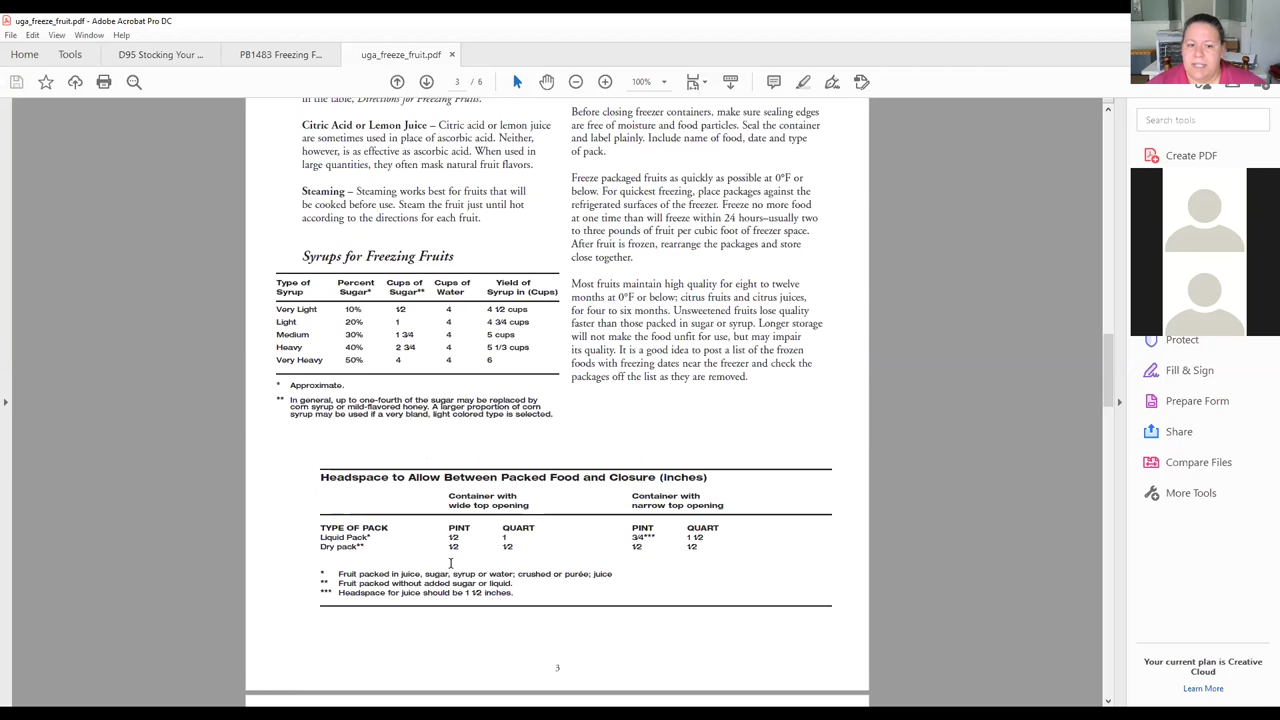 uga_freeze_fruit.pdf - Adobe Acrobat Pro DC
File Edit View Window Help
Home Tools D95 Stocking Your ... PB1483 Freezing F... uga_freeze_fruit.pdf ×
3 / 6 100%
in the table, Directions for Freezing Fruits.
Citric Acid or Lemon Juice – Citric acid or lemon juice
are sometimes used in place of ascorbic acid. Neither,
however, is as effective as ascorbic acid. When used in
large quantities, they often mask natural fruit flavors.
Steaming – Steaming works best for fruits that will
be cooked before use. Steam the fruit just until hot
according to the directions for each fruit.
Syrups for Freezing Fruits
Type of Percent Cups of Cups of Yield of
Syrup Sugar* Sugar** Water Syrup in (Cups)
Very Light 10% 1/2 4 4 1/2 cups
Light 20% 1 4 4 3/4 cups
Medium 30% 1 3/4 4 5 cups
Heavy 40% 2 3/4 4 5 1/3 cups
Very Heavy 50% 4 4 6
* Approximate.
** In general, up to one-fourth of the sugar may be replaced by
corn syrup or mild-flavored honey. A larger proportion of corn
syrup may be used if a very bland, light colored type is selected.
Before closing freezer containers, make sure sealing edges
are free of moisture and food particles. Seal the container
and label plainly. Include name of food, date and type
of pack.
Freeze packaged fruits as quickly as possible at 0°F or
below. For quickest freezing, place packages against the
refrigerated surfaces of the freezer. Freeze no more food
at one time than will freeze within 24 hours–usually two
to three pounds of fruit per cubic foot of freezer space.
After fruit is frozen, rearrange the packages and store
close together.
Most fruits maintain high quality for eight to twelve
months at 0°F or below; citrus fruits and citrus juices,
for four to six months. Unsweetened fruits lose quality
faster than those packed in sugar or syrup. Longer storage
will not make the food unfit for use, but may impair
its quality. It is a good idea to post a list of the frozen
foods with freezing dates near the freezer and check the
packages off the list as they are removed.
Headspace to Allow Between Packed Food and Closure (inches)
Container with Container with
wide top opening narrow top opening
TYPE OF PACK PINT QUART PINT QUART
Liquid Pack* 1/2 1 3/4*** 1 1/2
Dry pack** 1/2 1/2 1/2 1/2
* Fruit packed in juice, sugar, syrup or water; crushed or purée; juice
** Fruit packed without added sugar or liquid.
*** Headspace for juice should be 1 1/2 inches.
3
Search tools
Create PDF
Protect
Fill & Sign
Prepare Form
Share
Compare Files
More Tools
Your current plan is Creative
Cloud
Learn More